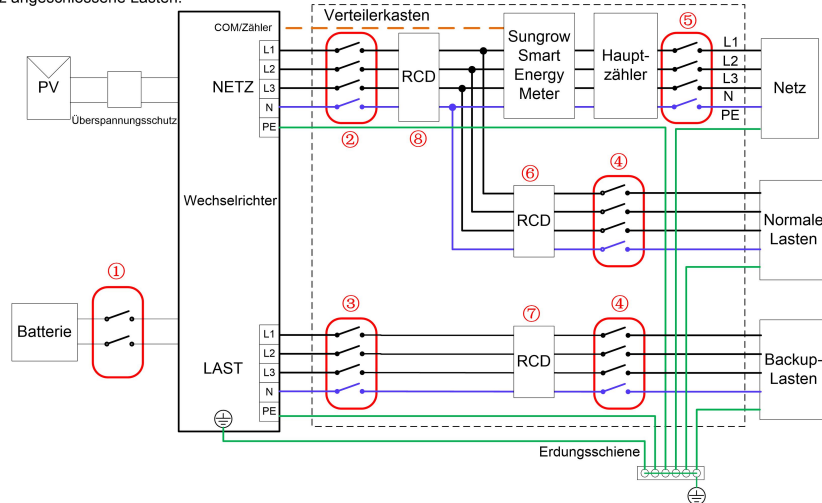 angeschlossene Lasten.
Verteilerkasten
COM/Zähler
⑤
L1
L2
NETZ
L3
N
PE
②
RCD
⑧
Sungrow
Smart
Energy
Meter
Haupt-
zähler
L1
L2
L3
N
PE
Netz
PV
Überspannungsschutz
Wechselrichter
⑥
RCD
④
Normale
Lasten
①
Batterie
③
⑦
④
L1
L2
LAST
L3
N
PE
RCD
Backup-
Lasten
Erdungsschiene